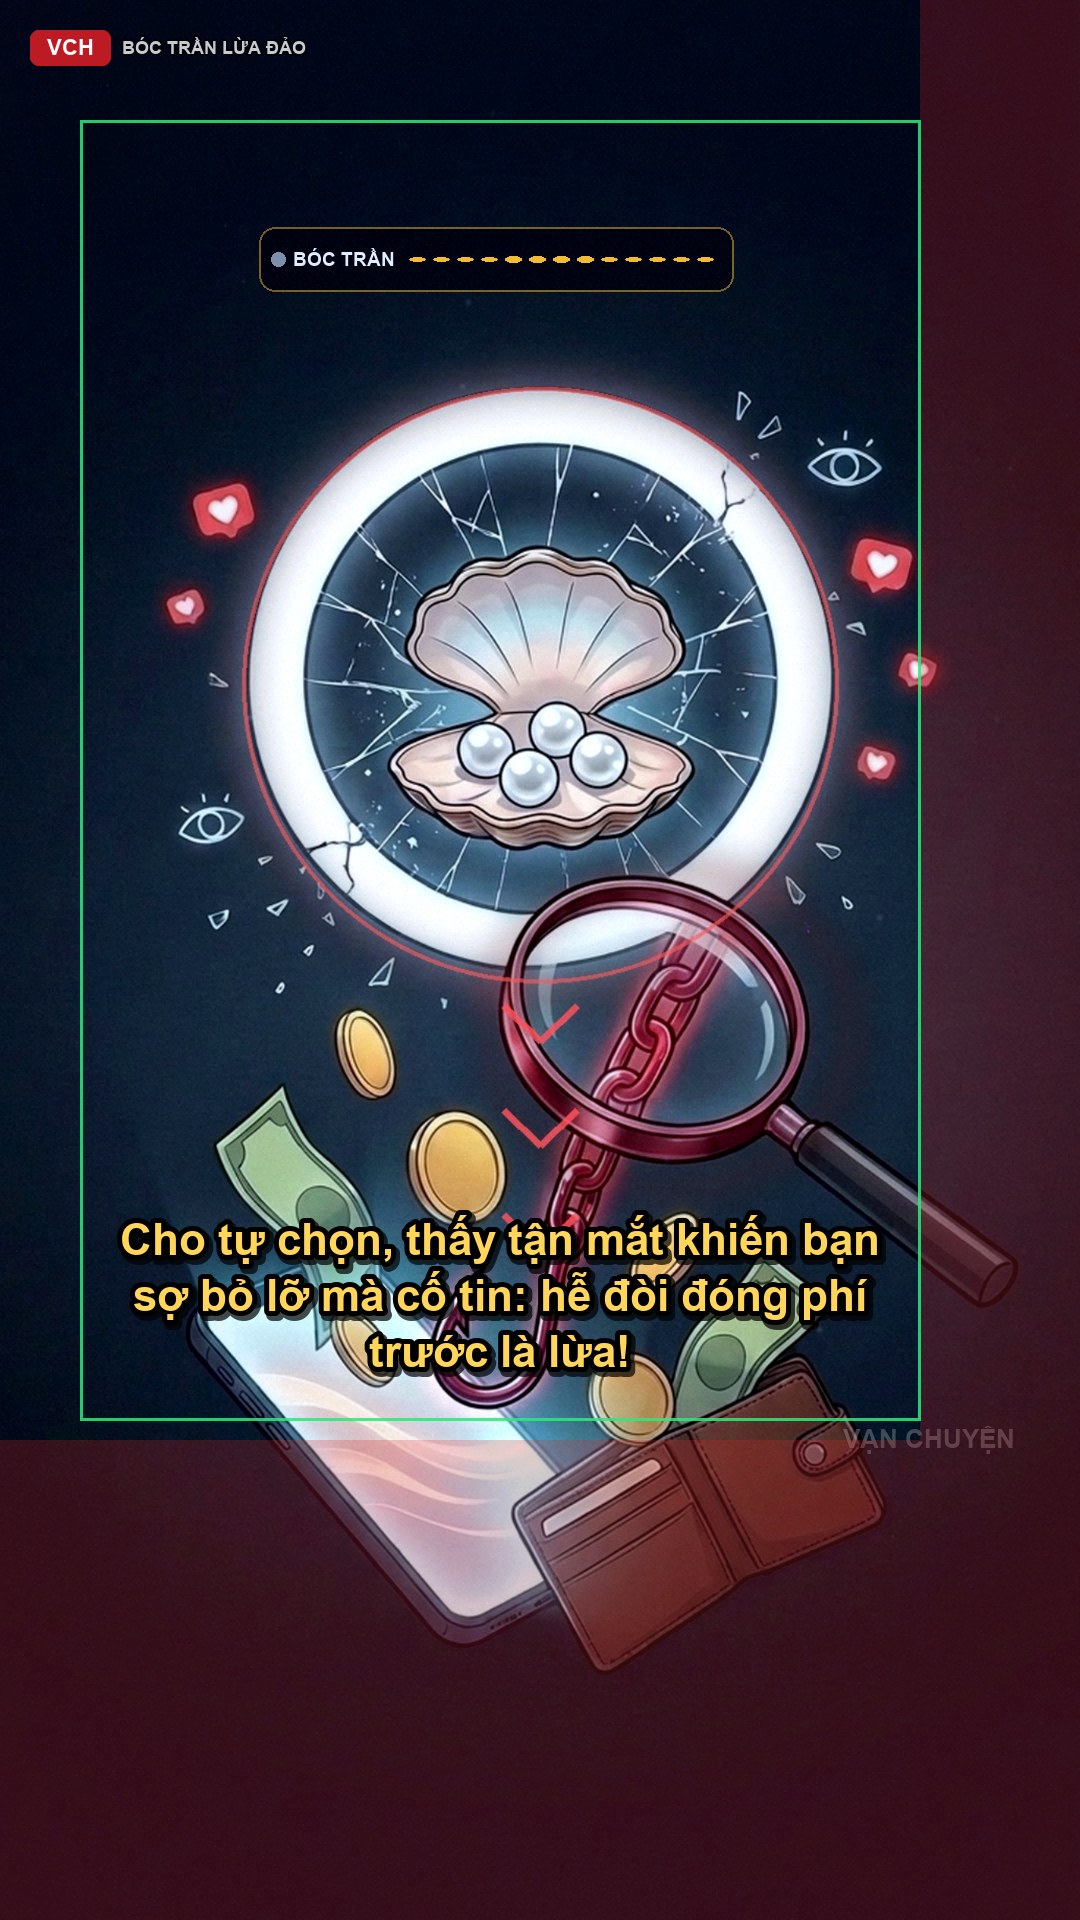 VCH BÓC TRẦN LỪA ĐẢO
BÓC TRẦN
Cho tự chọn, thấy tận mắt khiến bạn
sợ bỏ lỡ mà cố tin: hễ đòi đóng phí
trước là lừa!
VẠN CHUYỆN